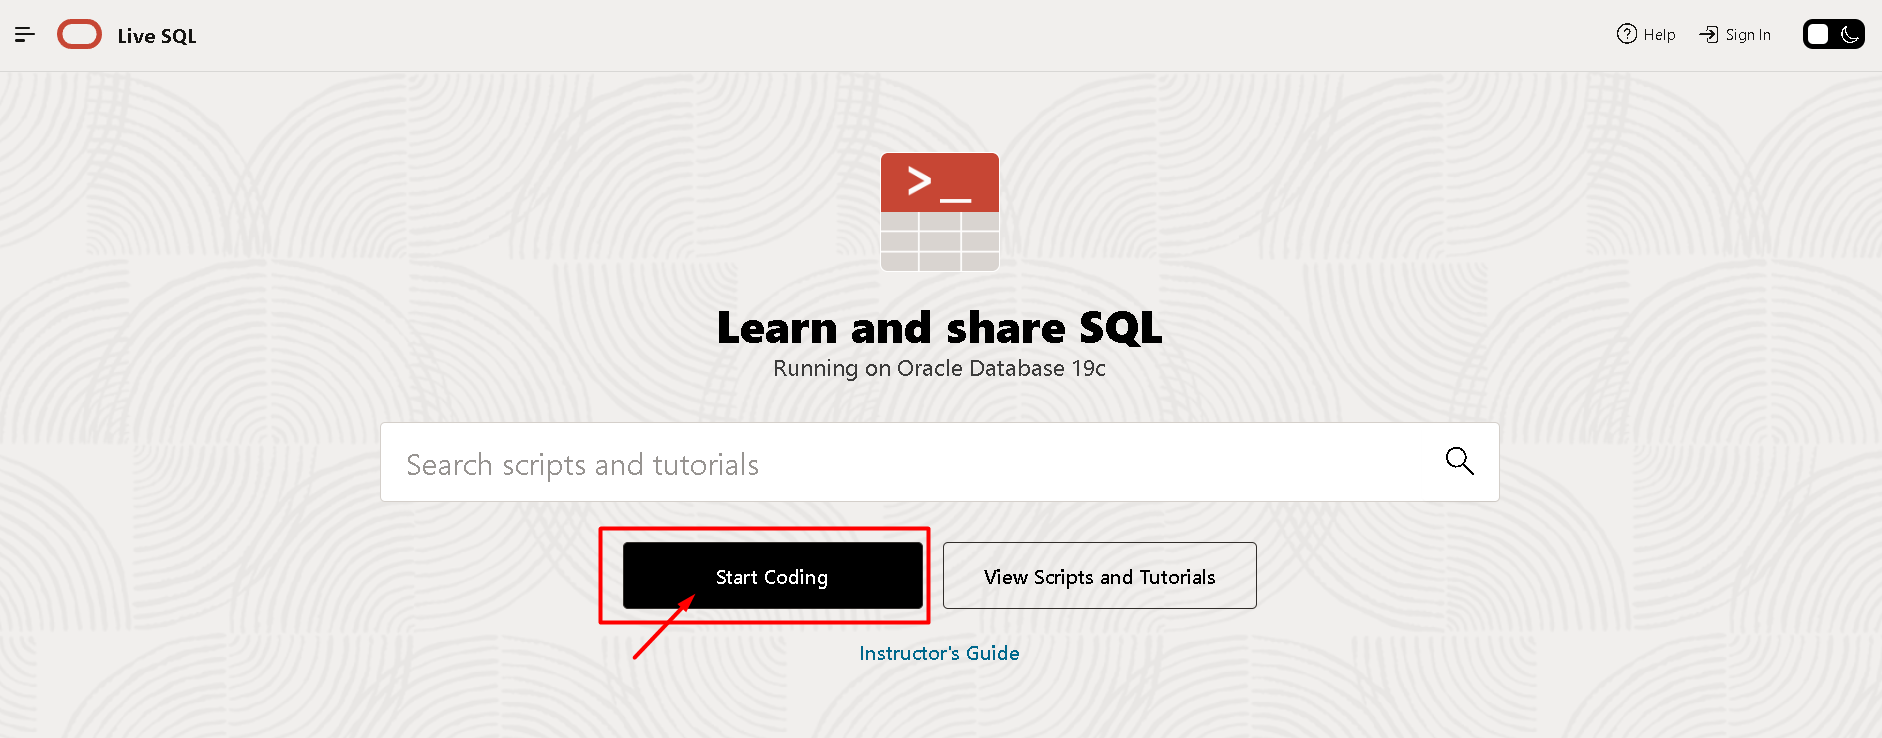 Live SQL
Help
Sign In
>_
Learn and share SQL
Running on Oracle Database 19c
Search scripts and tutorials
Start Coding
View Scripts and Tutorials
Instructor's Guide